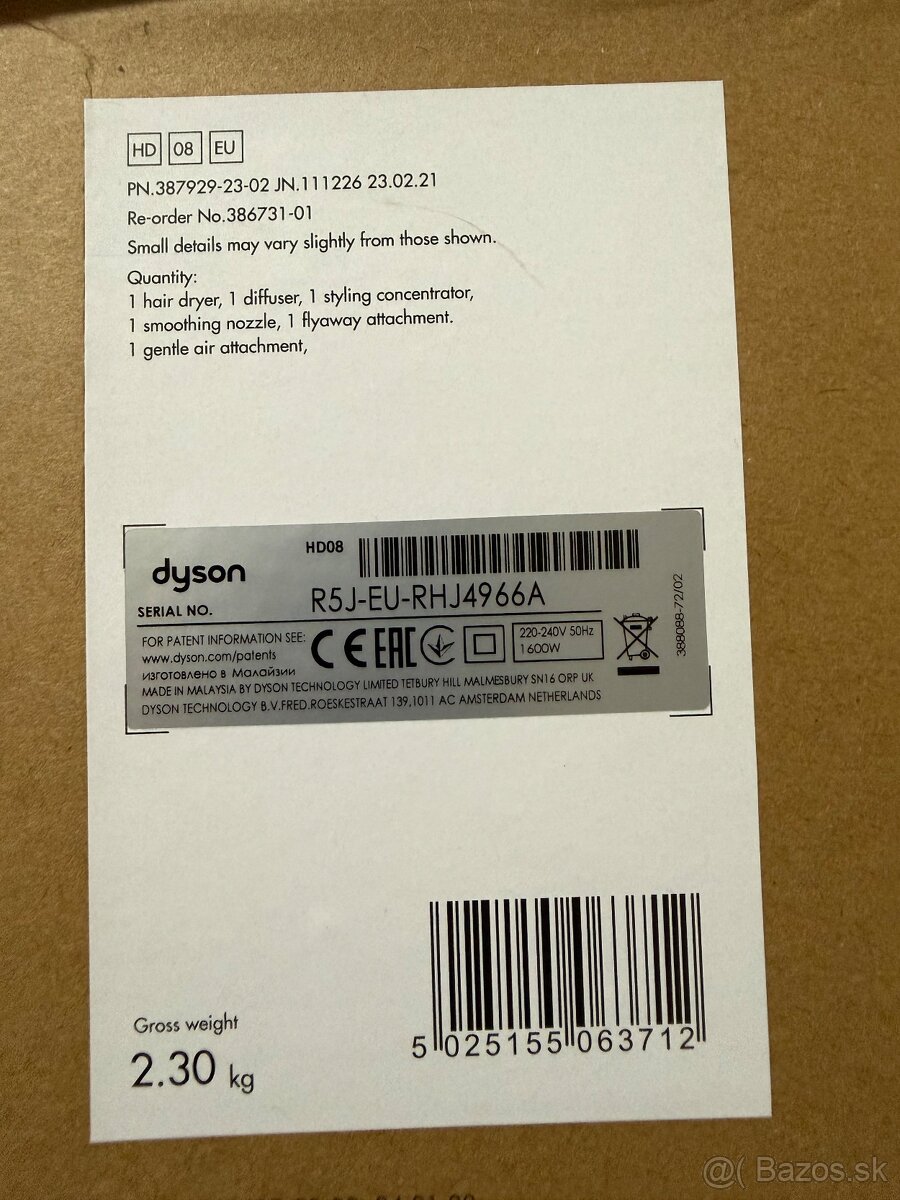 HD 08 EU
PN.387929-23-02 JN.111226 23.02.21
Re-order No.386731-01
Small details may vary slightly from those shown.
Quantity:
1 hair dryer, 1 diffuser, 1 styling concentrator,
1 smoothing nozzle, 1 flyaway attachment.
1 gentle air attachment,
dyson
HD08
SERIAL NO.
R5J-EU-RHJ4966A
FOR PATENT INFORMATION SEE:
www.dyson.com/patents
изготовлено в Малайзии
CE EAC
220-240V 50Hz
1600W
MADE IN MALAYSIA BY DYSON TECHNOLOGY LIMITED TETBURY HILL MALMESBURY SN16 ORP UK
DYSON TECHNOLOGY B.V.FRED.ROESKESTRAAT 139,1011 AC AMSTERDAM NETHERLANDS
388088-72/02
Gross weight
2.30 kg
5 025155 063712
@( Bazos.sk